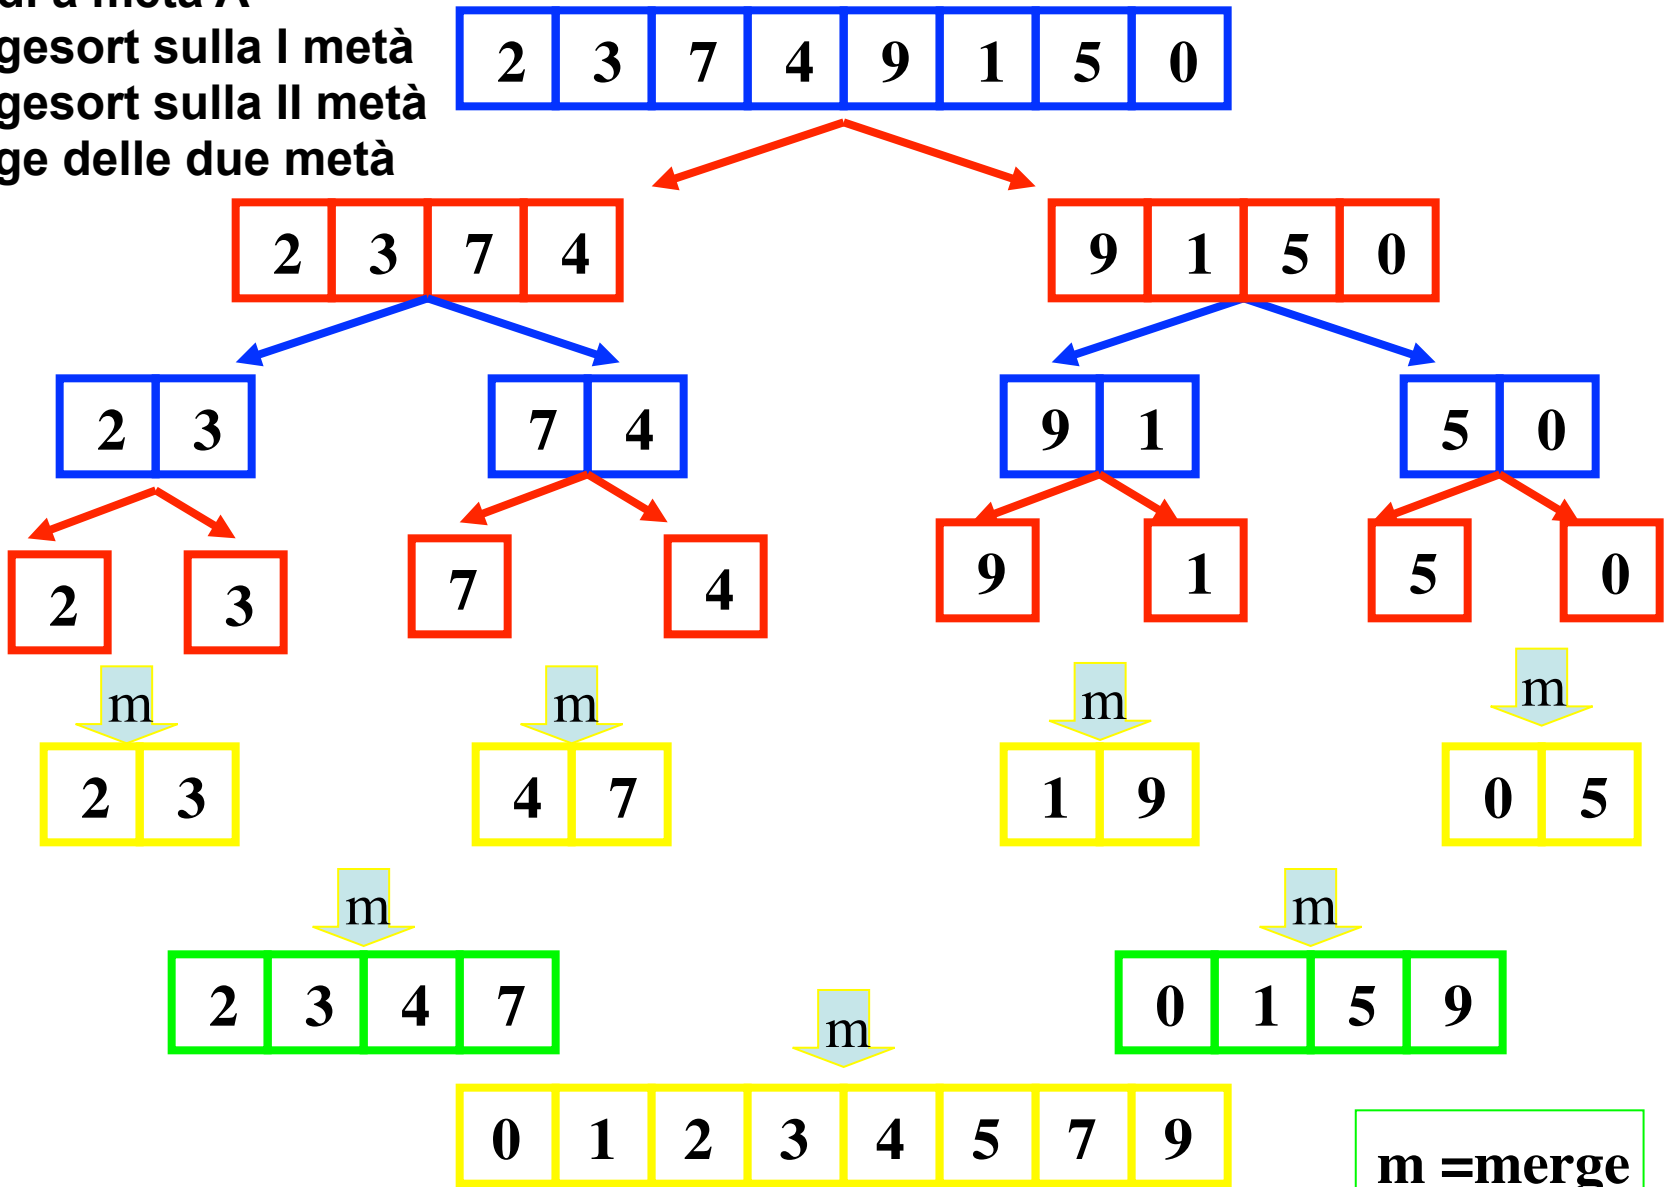 di a metà A
gesort sulla I metà
gesort sulla II metà
ge delle due metà
2 3 7 4 9 1 5 0
2 3 7 4 9 1 5 0
2 3 7 4 9 1 5 0
2 3 7 4 9 1 5 0
m m m m
2 3 4 7 1 9 0 5
m m
2 3 4 7 0 1 5 9
m
0 1 2 3 4 5 7 9
m =merge